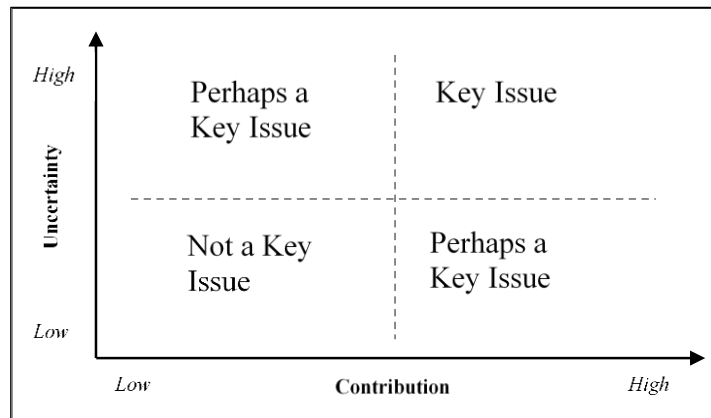 High
Perhaps a
Key Issue
Key Issue
Uncertainty
Not a Key
Issue
Perhaps a
Key Issue
Low
Low
Contribution
High